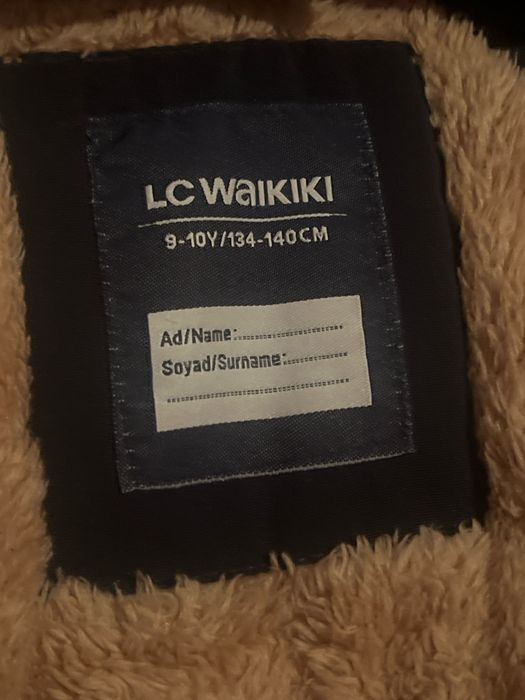 LC WAIKIKI
9-10Y/134-140CM
Ad/Name:....................
Soyad/Surname:............
..................................